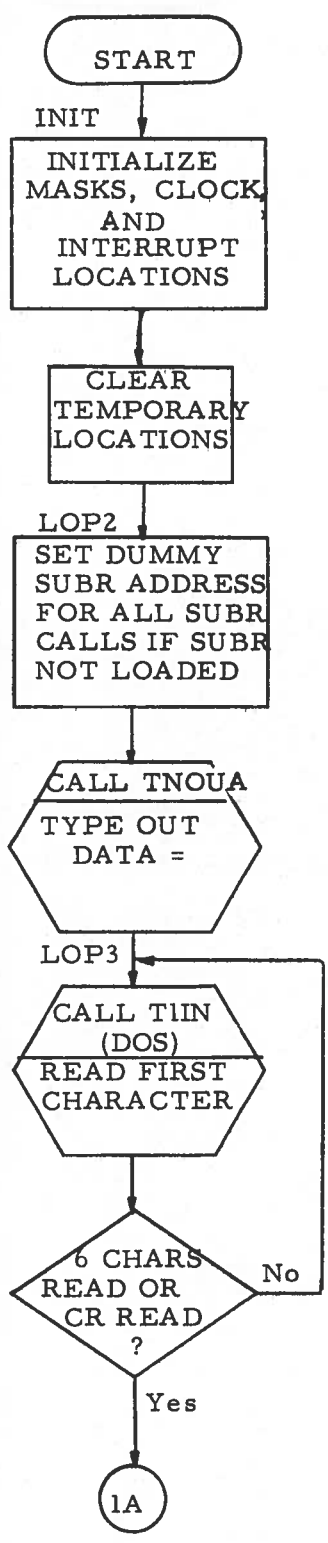 START
INIT
INITIALIZE
MASKS, CLOCK,
AND
INTERRUPT
LOCATIONS
CLEAR
TEMPORARY
LOCATIONS
LOP2
SET DUMMY
SUBR ADDRESS
FOR ALL SUBR
CALLS IF SUBR
NOT LOADED
CALL TNOUA
TYPE OUT
DATA =
LOP3
CALL T1IN
(DOS)
READ FIRST
CHARACTER
6 CHARS
READ OR
CR READ
?
No
Yes
1A